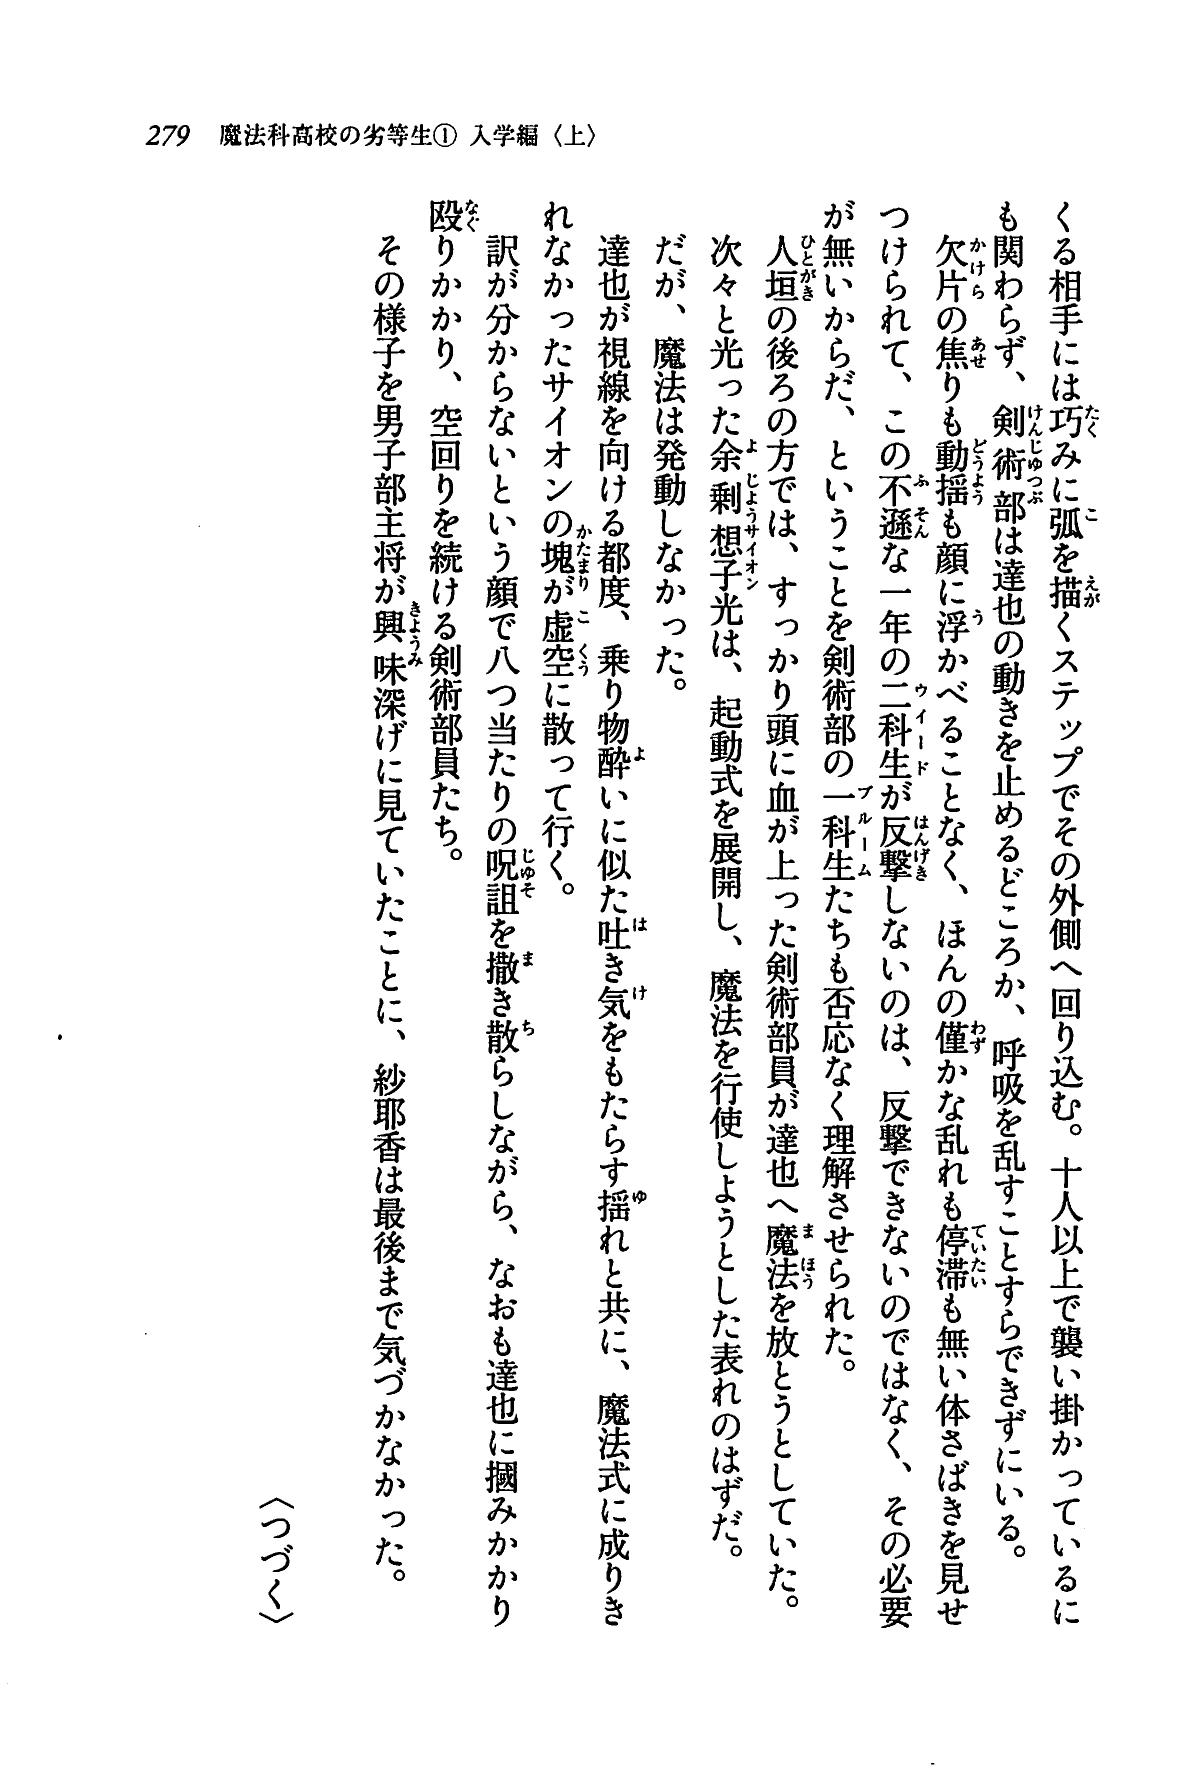 279 魔法科高校の劣等生① 入学編〈上〉
くる相手には巧みに弧を描くステップでその外側へ回り込む。十人以上で襲い掛かっているに
も関わらず、剣術部は達也の動きを止めるどころか、呼吸を乱すことすらできずにいる。
欠片の焦りも動揺も顔に浮かべることなく、ほんの僅かな乱れも停滞も無い体さばきを見せ
つけられて、この不遜な一年の二科生が反撃しないのは、反撃できないのではなく、その必要
が無いからだ、ということを剣術部の一科生たちも否応なく理解させられた。
人垣の後ろの方では、すっかり頭に血が上った剣術部員が達也へ魔法を放とうとしていた。
次々と光った余剰想子光は、起動式を展開し、魔法を行使しようとした表れのはずだ。
だが、魔法は発動しなかった。
達也が視線を向ける都度、乗り物酔いに似た吐き気をもたらす揺れと共に、魔法式に成りき
れなかったサイオンの塊が虚空に散って行く。
訳が分からないという顔で八つ当たりの呪詛を撒き散らしながら、なおも達也に摑みかかり
殴りかかり、空回りを続ける剣術部員たち。
その様子を男子部主将が興味深げに見ていたことに、紗耶香は最後まで気づかなかった。
〈つづく〉